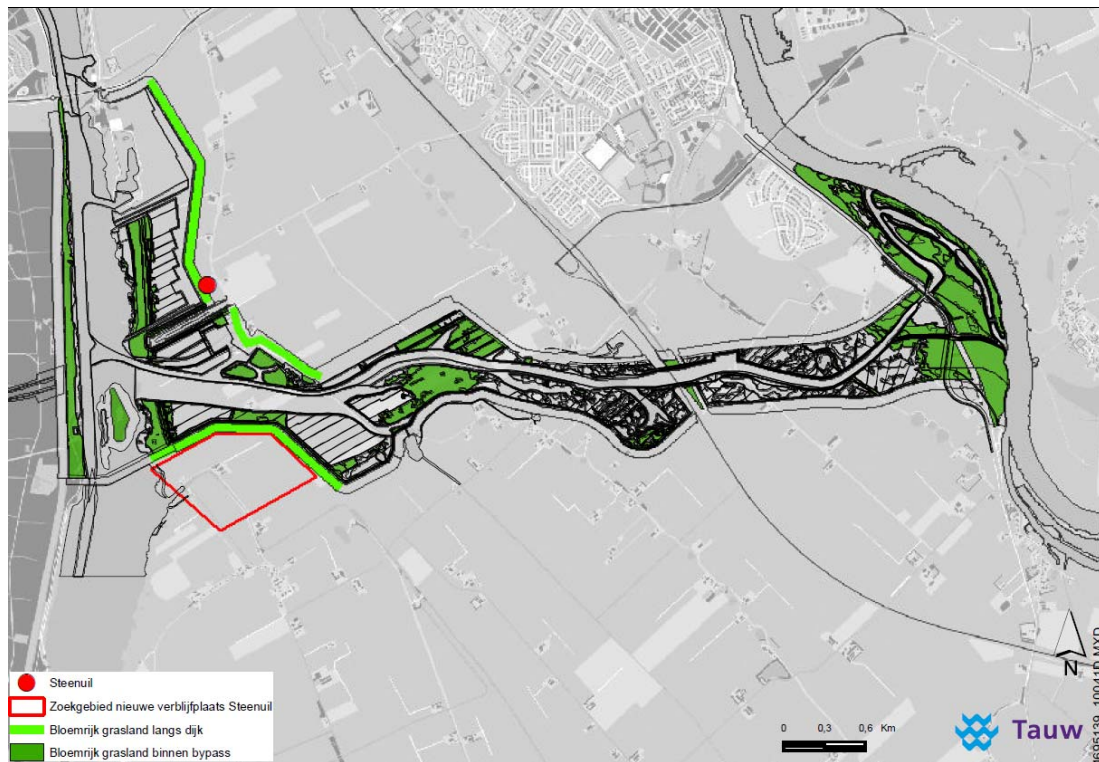 Steenuil
Zoekgebied nieuwe verblijfplaats Steenuil
Bloemrijk grasland langs dijk
Bloemrijk grasland binnen bypass
0 0,3 0,6 Km
N
Tauw